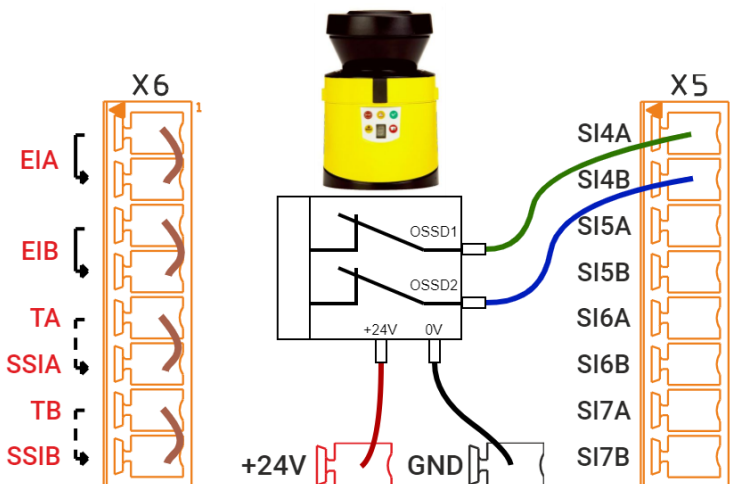 X6
1
EIA
EIB
TA
SSIA
TB
SSIB
OSSD1
OSSD2
+24V
0V
+24V
GND
X5
SI4A
SI4B
SI5A
SI5B
SI6A
SI6B
SI7A
SI7B